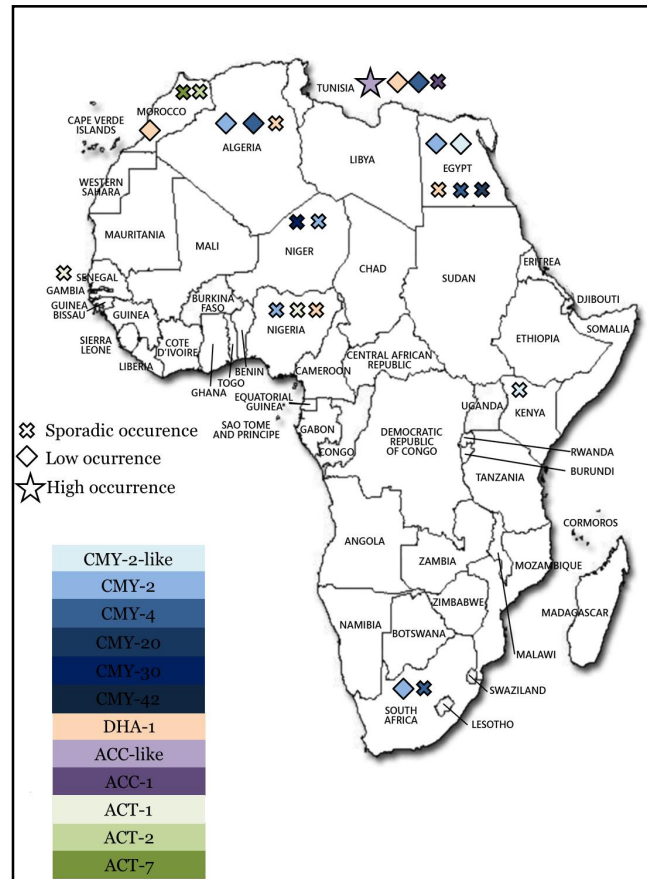 TUNISIA
MOROCCO
CAPE VERDE
ISLANDS
ALGERIA
LIBYA
EGYPT
WESTERN
SAHARA
MAURITANIA
MALI
NIGER
CHAD
SUDAN
ERITREA
SENEGAL
GAMBIA
GUINEA
BISSAU
GUINEA
BURKINA
FASO
NIGERIA
DJIBOUTI
SOMALIA
ETHIOPIA
SIERRA
LEONE
COTE
D'IVOIRE
LIBERIA
BENIN
TOGO
GHANA
CAMEROON
CENTRAL AFRICAN
REPUBLIC
EQUATORIAL
GUINEA
SAO TOME
AND PRINCIPE
GABON
CONGO
DEMOCRATIC
REPUBLIC
OF CONGO
UGANDA
KENYA
RWANDA
BURUNDI
TANZANIA
Sporadic occurence
Low ocurrence
High occurrence
CORMOROS
ANGOLA
ZAMBIA
MOZAMBIQUE
MADAGASCAR
ZIMBABWE
NAMIBIA
BOTSWANA
MALAWI
SWAZILAND
SOUTH
AFRICA
LESOTHO
CMY-2-like
CMY-2
CMY-4
CMY-20
CMY-30
CMY-42
DHA-1
ACC-like
ACC-1
ACT-1
ACT-2
ACT-7